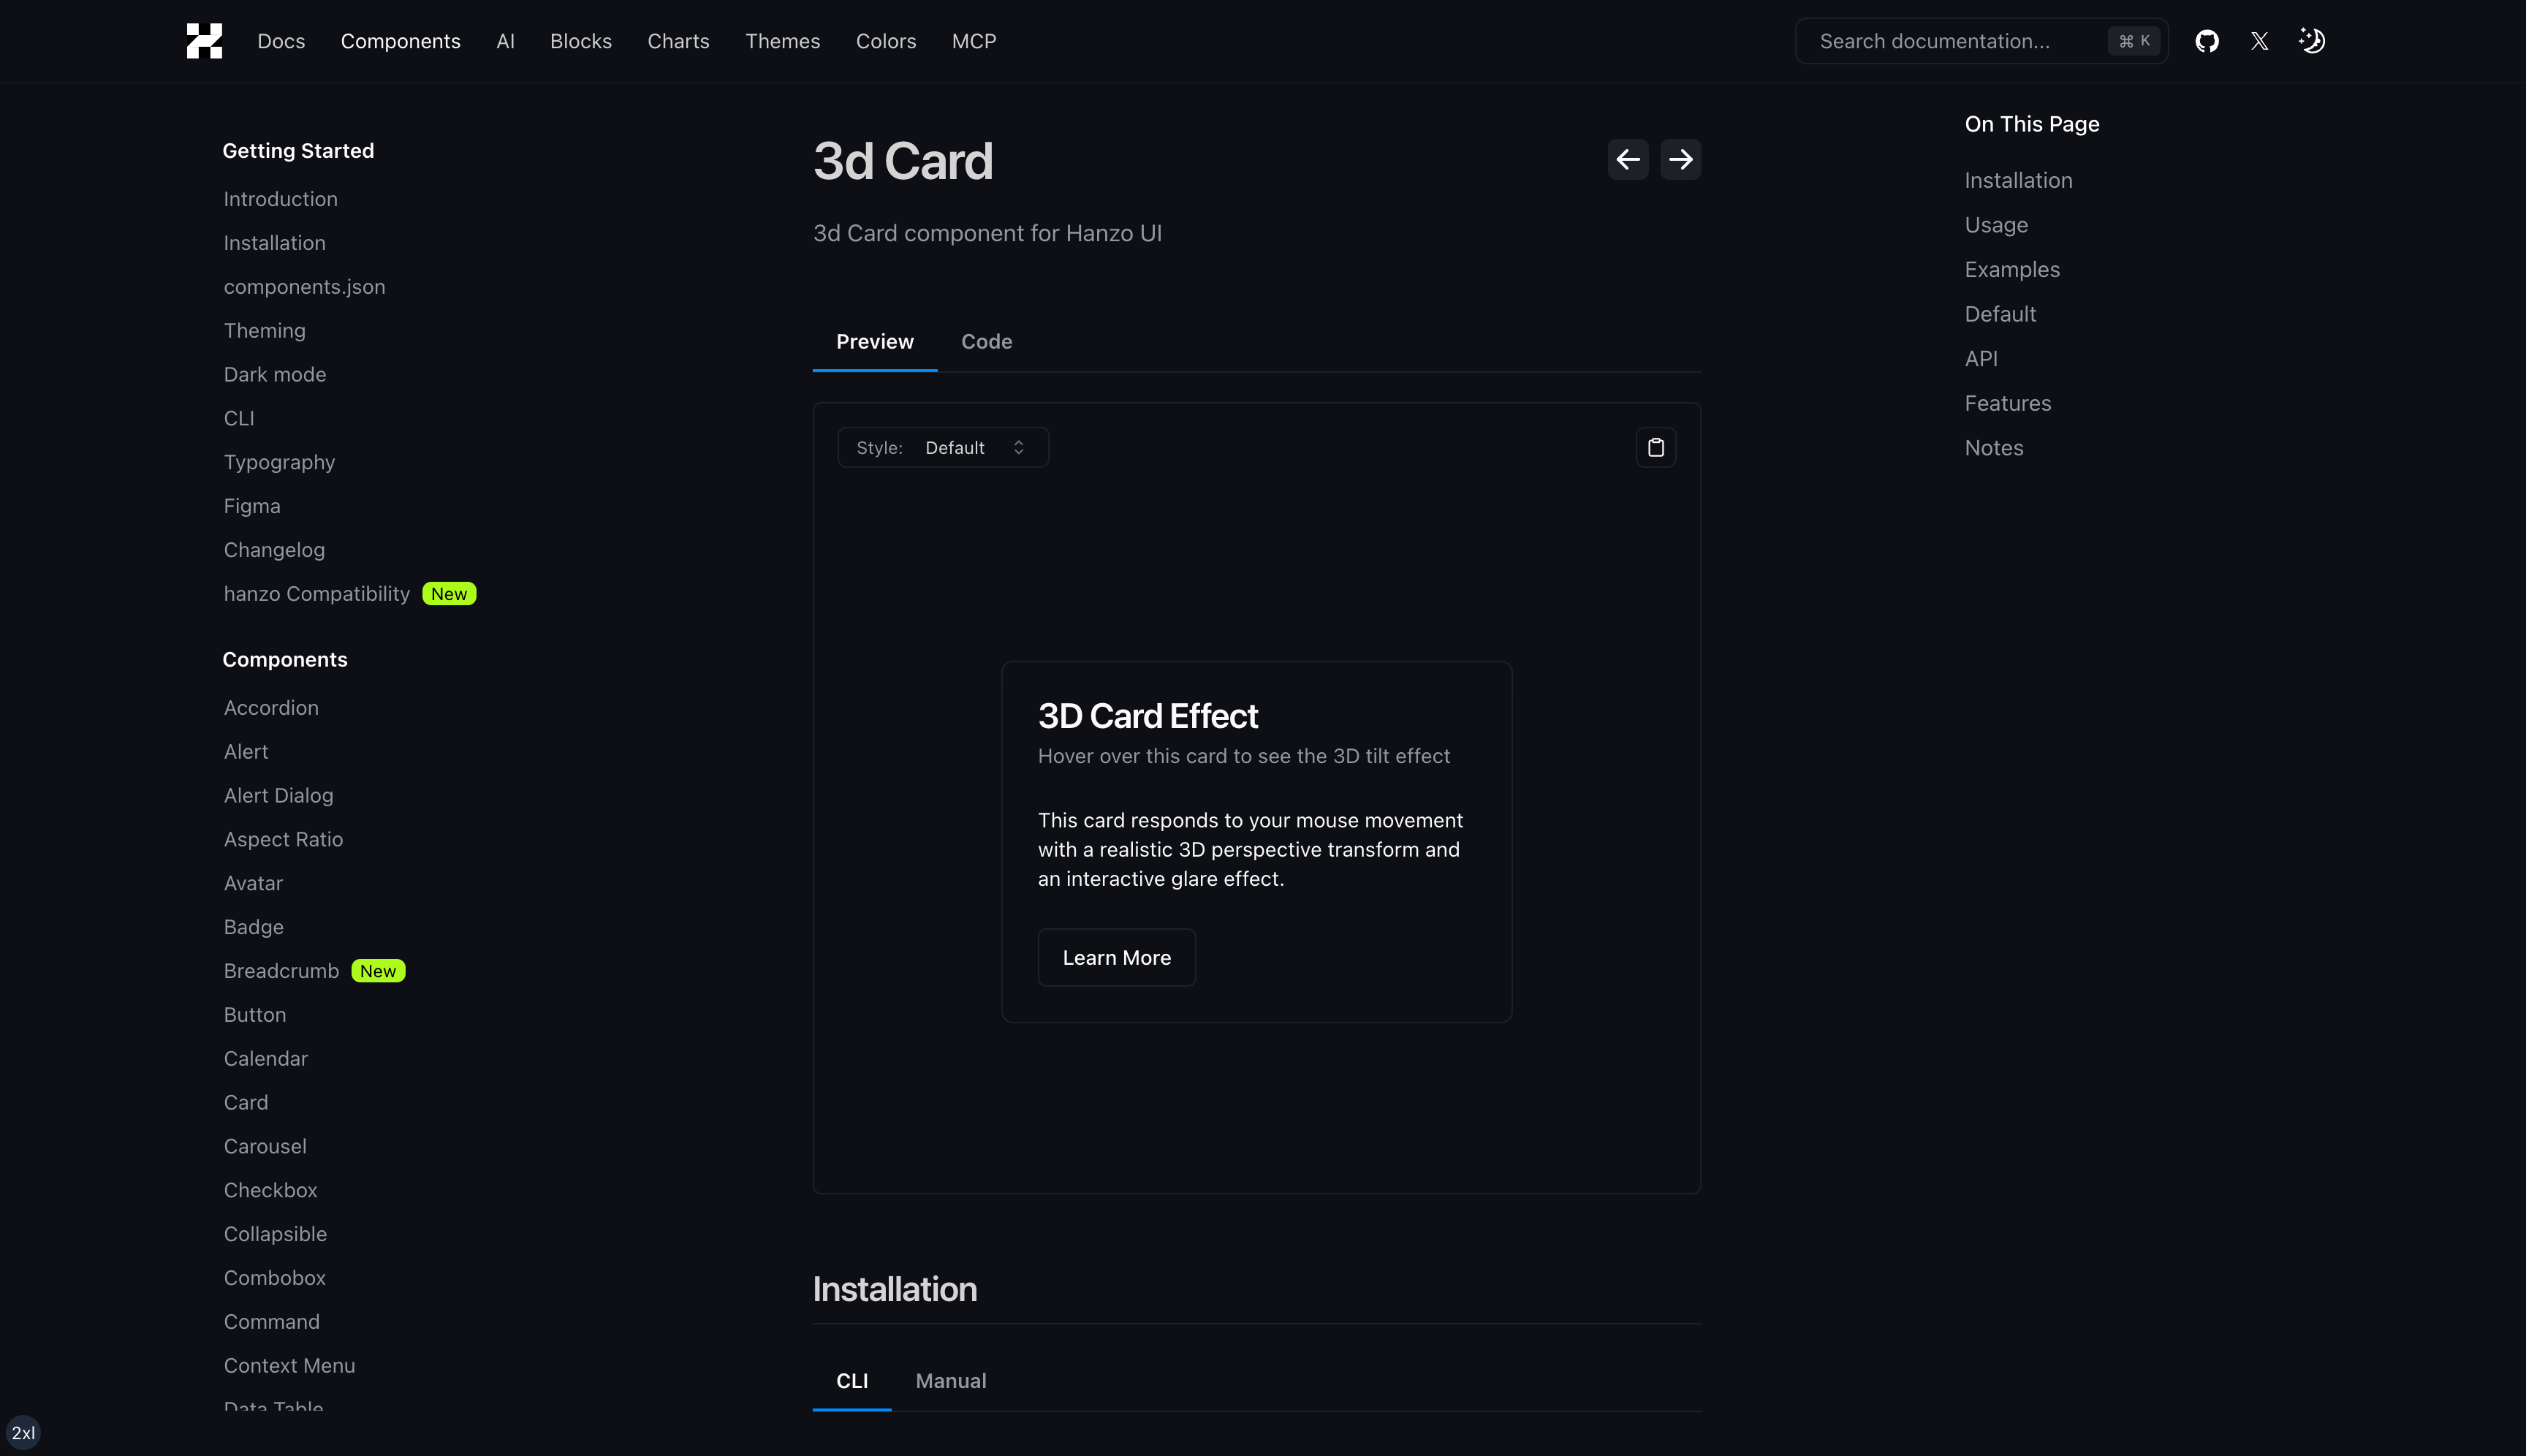 Docs Components AI Blocks Charts Themes Colors MCP
Search documentation... ⌘ K
Getting Started
Introduction
Installation
components.json
Theming
Dark mode
CLI
Typography
Figma
Changelog
hanzo Compatibility New
Components
Accordion
Alert
Alert Dialog
Aspect Ratio
Avatar
Badge
Breadcrumb New
Button
Calendar
Card
Carousel
Checkbox
Collapsible
Combobox
Command
Context Menu
Data Table
2xl
3d Card
3d Card component for Hanzo UI
Preview Code
Style: Default
3D Card Effect
Hover over this card to see the 3D tilt effect
This card responds to your mouse movement
with a realistic 3D perspective transform and
an interactive glare effect.
Learn More
Installation
CLI Manual
On This Page
Installation
Usage
Examples
Default
API
Features
Notes